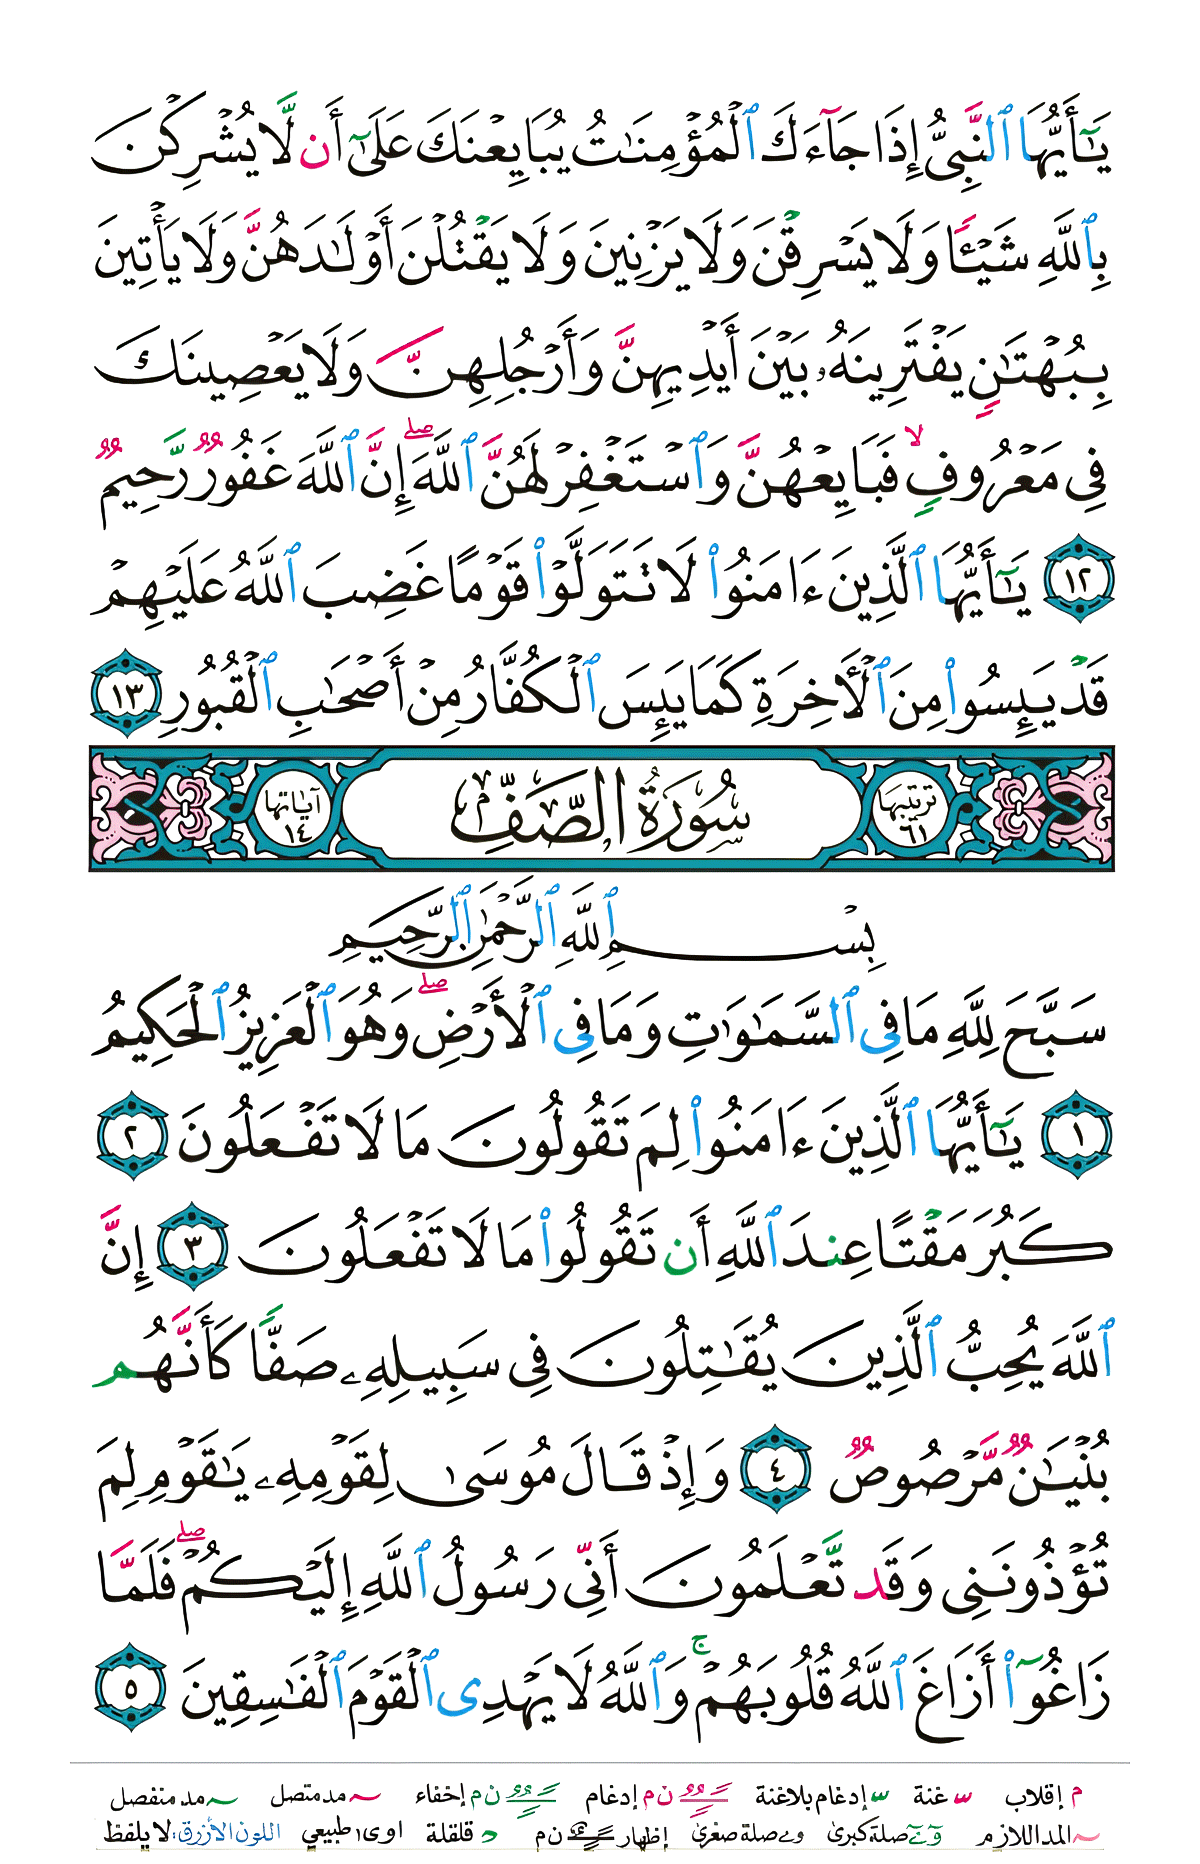 يَٰٓأَيُّهَا ٱلنَّبِىُّ إِذَا جَآءَكَ ٱلْمُؤْمِنَٰتُ يُبَايِعْنَكَ عَلَىٰٓ أَن لَّا يُشْرِكْنَ
بِٱللَّهِ شَيْـًٔا وَلَا يَسْرِقْنَ وَلَا يَزْنِينَ وَلَا يَقْتُلْنَ أَوْلَٰدَهُنَّ وَلَا يَأْتِينَ
بِبُهْتَٰنٍ يَفْتَرِينَهُۥ بَيْنَ أَيْدِيهِنَّ وَأَرْجُلِهِنَّ وَلَا يَعْصِينَكَ
فِى مَعْرُوفٍ ۙ فَبَايِعْهُنَّ وَٱسْتَغْفِرْ لَهُنَّ ٱللَّهَ ۖ إِنَّ ٱللَّهَ غَفُورٌ رَّحِيمٌ
١٢ يَٰٓأَيُّهَا ٱلَّذِينَ ءَامَنُوا۟ لَا تَتَوَلَّوْا۟ قَوْمًا غَضِبَ ٱللَّهُ عَلَيْهِمْ
قَدْ يَئِسُوا۟ مِنَ ٱلْأَخِرَةِ كَمَا يَئِسَ ٱلْكُفَّارُ مِنْ أَصْحَٰبِ ٱلْقُبُورِ ١٣
ترتيبها ٦١ سُورَةُ الصَّفِّ آياتها ١٤
بِسْمِ ٱللَّهِ ٱلرَّحْمَٰنِ ٱلرَّحِيمِ
سَبَّحَ لِلَّهِ مَا فِى ٱلسَّمَٰوَٰتِ وَمَا فِى ٱلْأَرْضِ ۖ وَهُوَ ٱلْعَزِيزُ ٱلْحَكِيمُ
١ يَٰٓأَيُّهَا ٱلَّذِينَ ءَامَنُوا۟ لِمَ تَقُولُونَ مَا لَا تَفْعَلُونَ ٢
كَبُرَ مَقْتًا عِندَ ٱللَّهِ أَن تَقُولُوا۟ مَا لَا تَفْعَلُونَ ٣ إِنَّ
ٱللَّهَ يُحِبُّ ٱلَّذِينَ يُقَٰتِلُونَ فِى سَبِيلِهِۦ صَفًّا كَأَنَّهُم
بُنْيَٰنٌ مَّرْصُوصٌ ٤ وَإِذْ قَالَ مُوسَىٰ لِقَوْمِهِۦ يَٰقَوْمِ لِمَ
تُؤْذُونَنِى وَقَد تَّعْلَمُونَ أَنِّى رَسُولُ ٱللَّهِ إِلَيْكُمْ ۖ فَلَمَّا
زَاغُوٓا۟ أَزَاغَ ٱللَّهُ قُلُوبَهُمْ ۚ وَٱللَّهُ لَا يَهْدِى ٱلْقَوْمَ ٱلْفَٰسِقِينَ ٥
م إقلاب ّ غنة ّ إدغام بلاغنة ن م إدغام ن م إخفاء ~ مد متصل ~ مد منفصل
~ المد اللازم و ے صلة كبرى و ے صلة صغرى إظهار ن م د قلقلة اوى طبيعي اللون الأزرق: لا يلفظ